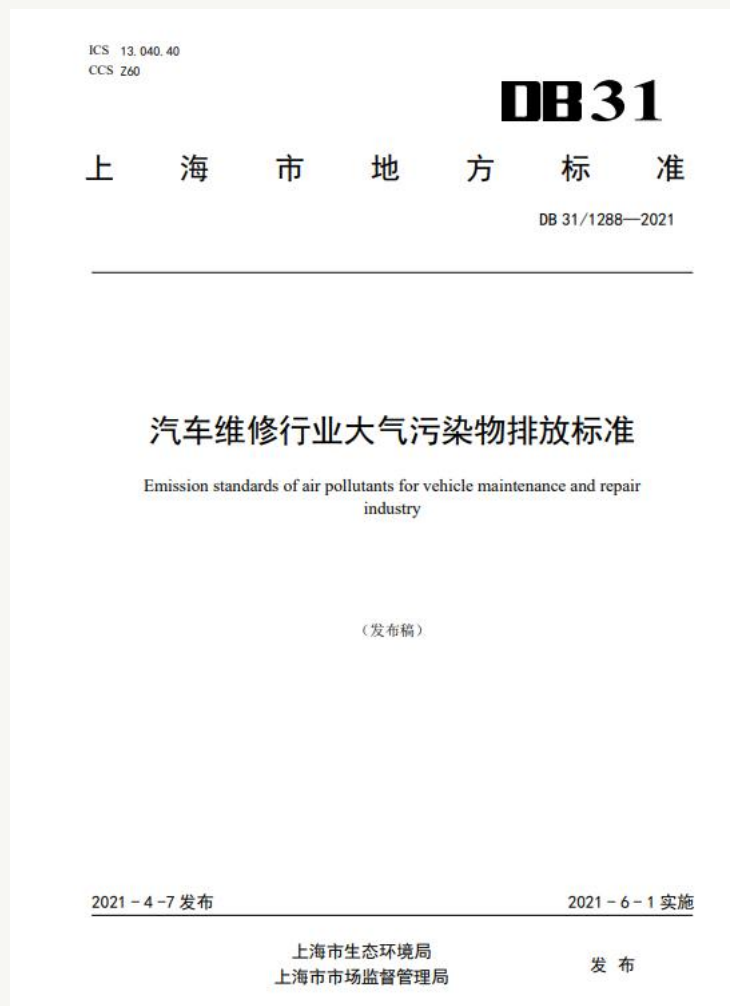 ICS 13.040.40
CCS Z60
DB31
上海市地方标准
DB 31/1288—2021
汽车维修行业大气污染物排放标准
Emission standards of air pollutants for vehicle maintenance and repair
industry
（发布稿）
2021-4-7发布 2021-6-1实施
上海市生态环境局
上海市市场监督管理局 发 布